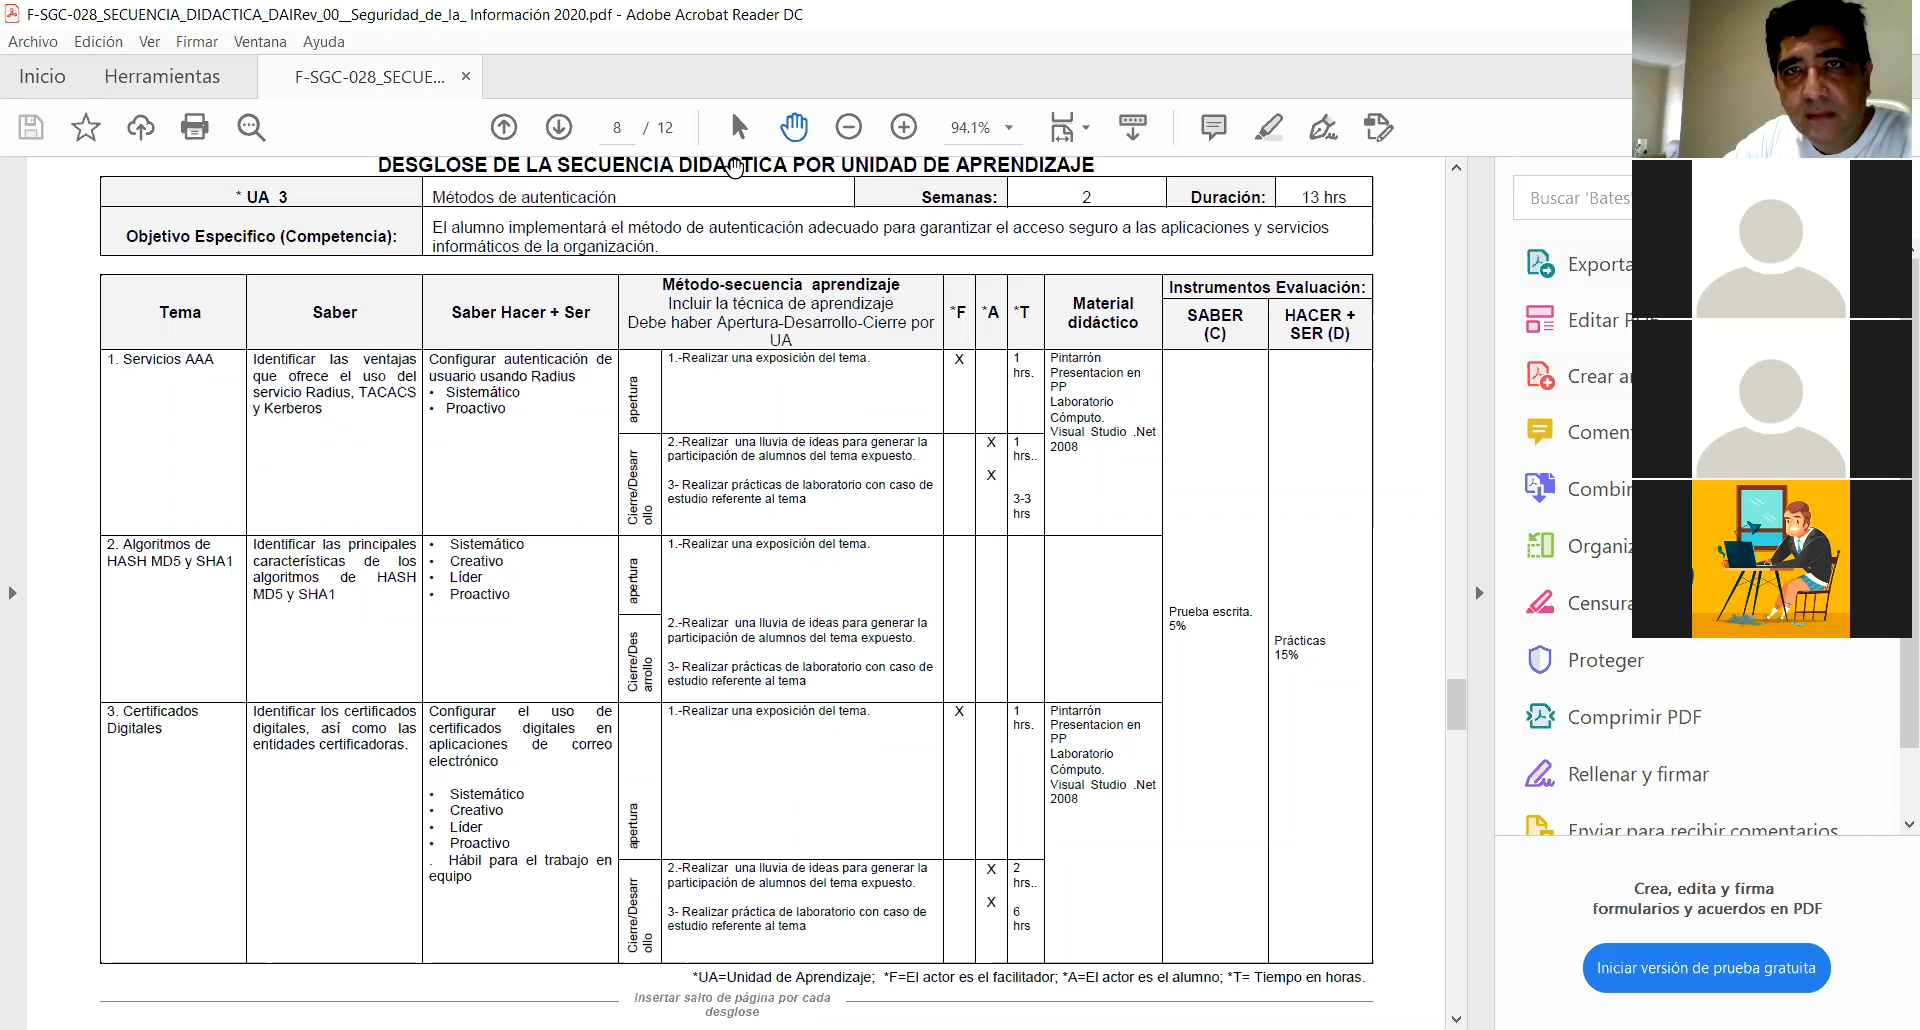 F-SGC-028_SECUENCIA_DIDACTICA_DAIRev_00__Seguridad_de_la_ Información 2020.pdf - Adobe Acrobat Reader DC
Archivo Edición Ver Firmar Ventana Ayuda
Inicio Herramientas F-SGC-028_SECUE... ×
8 / 12 94.1%
DESGLOSE DE LA SECUENCIA DIDACTICA POR UNIDAD DE APRENDIZAJE
* UA 3 Métodos de autenticación Semanas: 2 Duración: 13 hrs
Objetivo Especifico (Competencia):
El alumno implementará el método de autenticación adecuado para garantizar el acceso seguro a las aplicaciones y servicios
informáticos de la organización.
Tema
Saber
Saber Hacer + Ser
Método-secuencia aprendizaje
Incluir la técnica de aprendizaje
Debe haber Apertura-Desarrollo-Cierre por
UA
*F
*A
*T
Material
didáctico
Instrumentos Evaluación:
SABER
(C)
HACER +
SER (D)
1. Servicios AAA
Identificar las ventajas
que ofrece el uso del
servicio Radius, TACACS
y Kerberos
Configurar autenticación de
usuario usando Radius
• Sistemático
• Proactivo
apertura
1.-Realizar una exposición del tema.
X
1
hrs.
Pintarrón
Presentacion en
PP
Laboratorio
Cómputo.
Visual Studio .Net
2008
Cierre/Desarr
ollo
2.-Realizar una lluvia de ideas para generar la
participación de alumnos del tema expuesto.
3- Realizar prácticas de laboratorio con caso de
estudio referente al tema
X
X
1
hrs..
3-3
hrs
2. Algoritmos de
HASH MD5 y SHA1
Identificar las principales
características de los
algoritmos de HASH
MD5 y SHA1
• Sistemático
• Creativo
• Líder
• Proactivo
apertura
1.-Realizar una exposición del tema.
Cierre/Des
arrollo
2.-Realizar una lluvia de ideas para generar la
participación de alumnos del tema expuesto.
3- Realizar prácticas de laboratorio con caso de
estudio referente al tema
Prueba escrita.
5%
Prácticas
15%
3. Certificados
Digitales
Identificar los certificados
digitales, así como las
entidades certificadoras.
Configurar el uso de
certificados digitales en
aplicaciones de correo
electrónico
• Sistemático
• Creativo
• Líder
• Proactivo
. Hábil para el trabajo en
equipo
apertura
1.-Realizar una exposición del tema.
X
1
hrs.
Pintarrón
Presentacion en
PP
Laboratorio
Cómputo.
Visual Studio .Net
2008
Cierre/Desarr
ollo
2.-Realizar una lluvia de ideas para generar la
participación de alumnos del tema expuesto.
3- Realizar práctica de laboratorio con caso de
estudio referente al tema
X
X
2
hrs..
6
hrs
*UA=Unidad de Aprendizaje; *F=El actor es el facilitador; *A=El actor es el alumno; *T= Tiempo en horas.
Insertar salto de página por cada
desglose
Buscar 'Bates
Exporta
Editar PDF
Crear ar
Coment
Combin
Organiz
Censura
Proteger
Comprimir PDF
Rellenar y firmar
Enviar para recibir comentarios
Crea, edita y firma
formularios y acuerdos en PDF
Iniciar versión de prueba gratuita